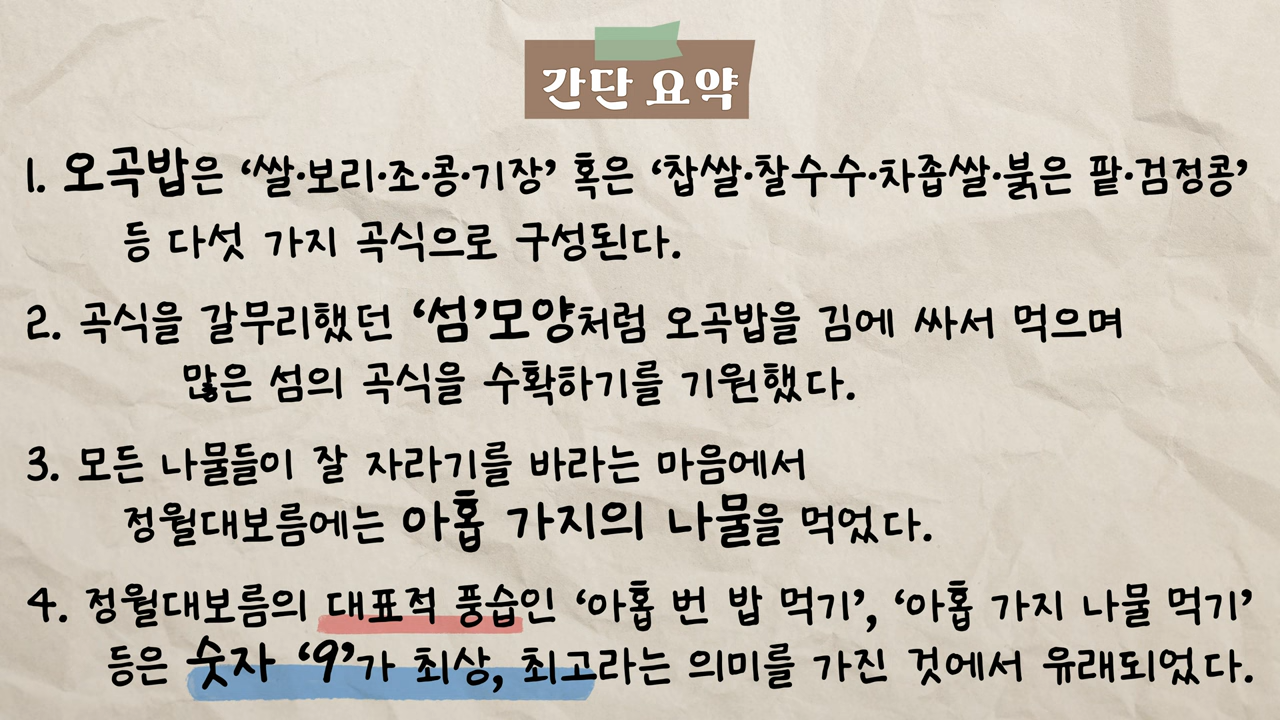 간단 요약
1. 오곡밥은 ‘쌀·보리·조·콩·기장’ 혹은 ‘찹쌀·찰수수·차좁쌀·붉은 팥·검정콩’
등 다섯 가지 곡식으로 구성된다.
2. 곡식을 갈무리했던 ‘섬’모양처럼 오곡밥을 김에 싸서 먹으며
많은 섬의 곡식을 수확하기를 기원했다.
3. 모든 나물들이 잘 자라기를 바라는 마음에서
정월대보름에는 아홉 가지의 나물을 먹었다.
4. 정월대보름의 대표적 풍습인 ‘아홉 번 밥 먹기’, ‘아홉 가지 나물 먹기’
등은 숫자 ‘9’가 최상, 최고라는 의미를 가진 것에서 유래되었다.